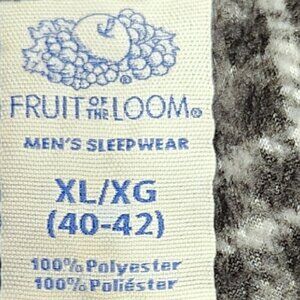 FRUIT OF THE LOOM®
MEN'S SLEEPWEAR
XL/XG
(40-42)
100% Polyester
100% Poliéster